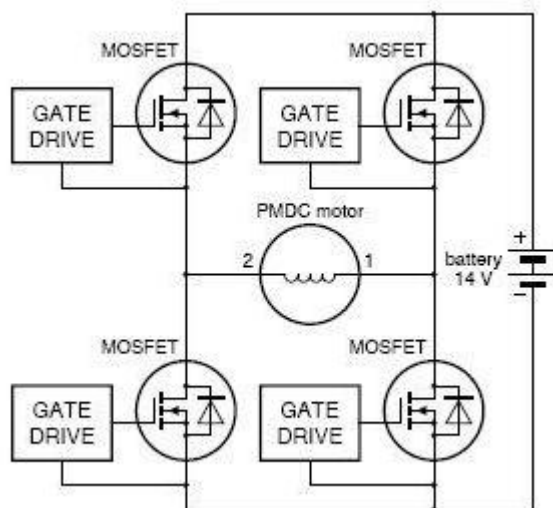 MOSFET
MOSFET
GATE
DRIVE
GATE
DRIVE
PMDC motor
2
1
+
battery
14 V
−
MOSFET
MOSFET
GATE
DRIVE
GATE
DRIVE